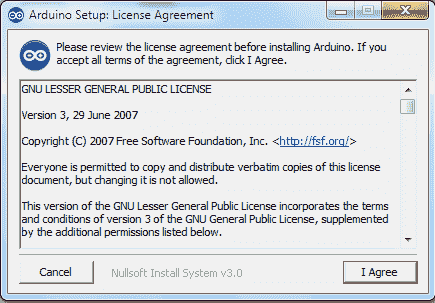 Arduino Setup: License Agreement
Please review the license agreement before installing Arduino. If you
accept all terms of the agreement, click I Agree.
GNU LESSER GENERAL PUBLIC LICENSE
Version 3, 29 June 2007
Copyright (C) 2007 Free Software Foundation, Inc. <http://fsf.org/>
Everyone is permitted to copy and distribute verbatim copies of this license
document, but changing it is not allowed.
This version of the GNU Lesser General Public License incorporates the terms
and conditions of version 3 of the GNU General Public License, supplemented
by the additional permissions listed below.
Cancel
Nullsoft Install System v3.0
I Agree